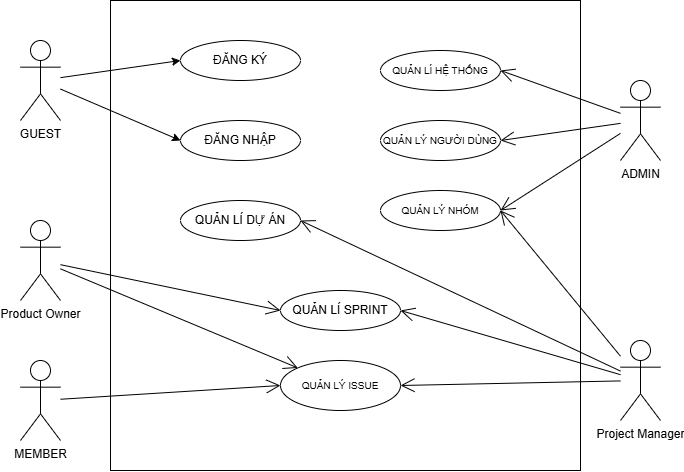 ĐĂNG KÝ
QUẢN LÍ HỆ THỐNG
GUEST
ĐĂNG NHẬP
QUẢN LÝ NGƯỜI DÙNG
ADMIN
QUẢN LÍ DỰ ÁN
QUẢN LÝ NHÓM
Product Owner
QUẢN LÍ SPRINT
QUẢN LÝ ISSUE
Project Manager
MEMBER